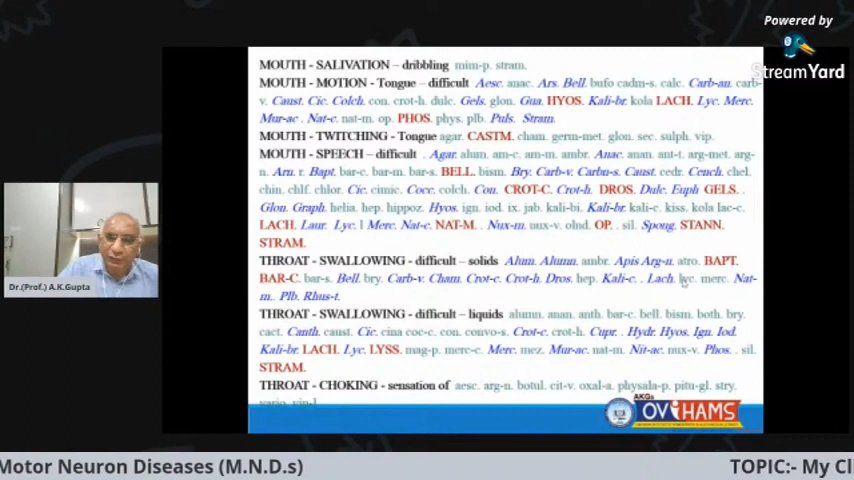 Powered by
StreamYard
MOUTH - SALIVATION – dribbling mim-p. stram.
MOUTH - MOTION - Tongue – difficult Aesc. anac. Ars. Bell. bufo cadm-s. calc. Carb-an. carb-
v. Caust. Cic. Colch. con. crot-h. dulc. Gels. glon. Gua. HYOS. Kali-br. kola LACH. Lyc. Merc.
Mur-ac. Nat-c. nat-m. op. PHOS. phys. plb. Puls. Stram.
MOUTH - TWITCHING - Tongue agar. CASTM. cham. germ-met. glon. sec. sulph. vip.
MOUTH - SPEECH – difficult . Agar. alum. am-c. am-m. ambr. Anac. anan. ant-t. arg-met. arg-
n. Arn. r. Bapt. bar-c. bar-m. bar-s. BELL. bism. Bry. Carb-v. Carbn-s. Caust. cedr. Cench. chel.
chin. chlf. chlor. Cic. cimic. Cocc. colch. Con. CROT-C. Crot-h. DROS. Dulc. Euph GELS. .
Glon. Graph. helia. hep. hippoz. Hyos. ign. iod. ix. jab. kali-bi. Kali-br. kali-c. kiss. kola lac-c.
LACH. Laur. Lyc. l Merc. Nat-c. NAT-M. . Nux-m. nux-v. olnd. OP. . sil. Spong. STANN.
STRAM.
THROAT - SWALLOWING - difficult - solids Alum. Alumn. ambr. Apis Arg-n. atro. BAPT.
BAR-C. bar-s. Bell. bry. Carb-v. Cham. Crot-c. Crot-h. Dros. hep. Kali-c. . Lach. lyc. merc. Nat-
m.. Plb. Rhus-t.
THROAT - SWALLOWING - difficult – liquids alumn. anan. anth. bar-c. bell. bism. both. bry.
cact. Canth. caust. Cic. cina coc-c. con. convo-s. Crot-c. crot-h. Cupr. . Hydr. Hyos. Ign. Iod.
Kali-br. LACH. Lyc. LYSS. mag-p. merc-c. Merc. mez. Mur-ac. nat-m. Nit-ac. nux-v. Phos. . sil.
STRAM.
THROAT - CHOKING - sensation of aesc. arg-n. botul. cit-v. oxal-a. physala-p. pitu-gl. stry.
vario. vip-l
Dr.(Prof.) A.K.Gupta
AKGs
OVIHAMS
Motor Neuron Diseases (M.N.D.s)
TOPIC:- My Cli